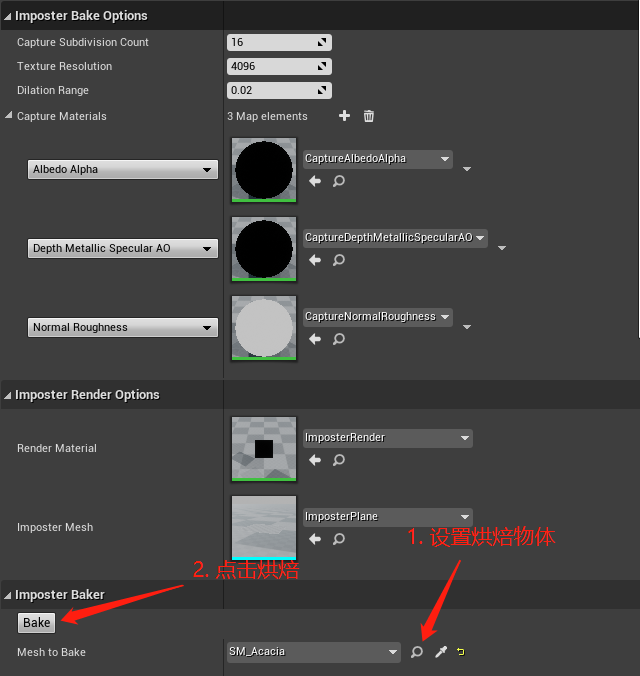 Imposter Bake Options
Capture Subdivision Count
16
Texture Resolution
4096
Dilation Range
0.02
Capture Materials
3 Map elements
Albedo Alpha
CaptureAlbedoAlpha
Depth Metallic Specular AO
CaptureDepthMetallicSpecularAO
Normal Roughness
CaptureNormalRoughness
Imposter Render Options
Render Material
ImposterRender
Imposter Mesh
ImposterPlane
1. 设置烘焙物体
2. 点击烘焙
Imposter Baker
Bake
Mesh to Bake
SM_Acacia